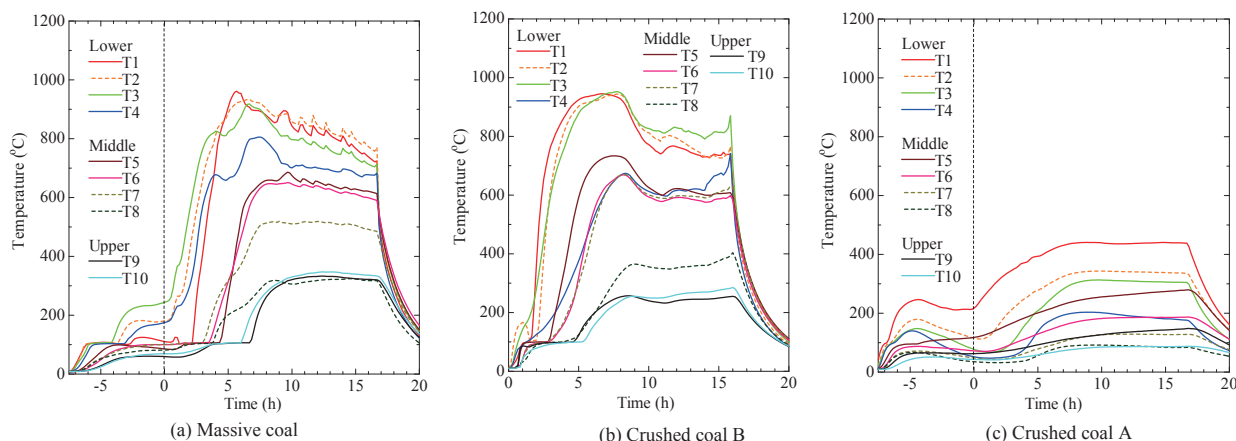 1200
1000
800
600
400
200
0
Temperature (°C)
Lower
T1
T2
T3
T4
Middle
T5
T6
T7
T8
Upper
T9
T10
-5 0 5 10 15 20
Time (h)
(a) Massive coal
1200
1000
800
600
400
200
0
Temperature (°C)
Lower
T1
T2
T3
T4
Middle
T5
T6
T7
T8
Upper
T9
T10
0 5 10 15 20
Time (h)
(b) Crushed coal B
1200
1000
800
600
400
200
0
Temperature (°C)
Lower
T1
T2
T3
T4
Middle
T5
T6
T7
T8
Upper
T9
T10
-5 0 5 10 15 20
Time (h)
(c) Crushed coal A